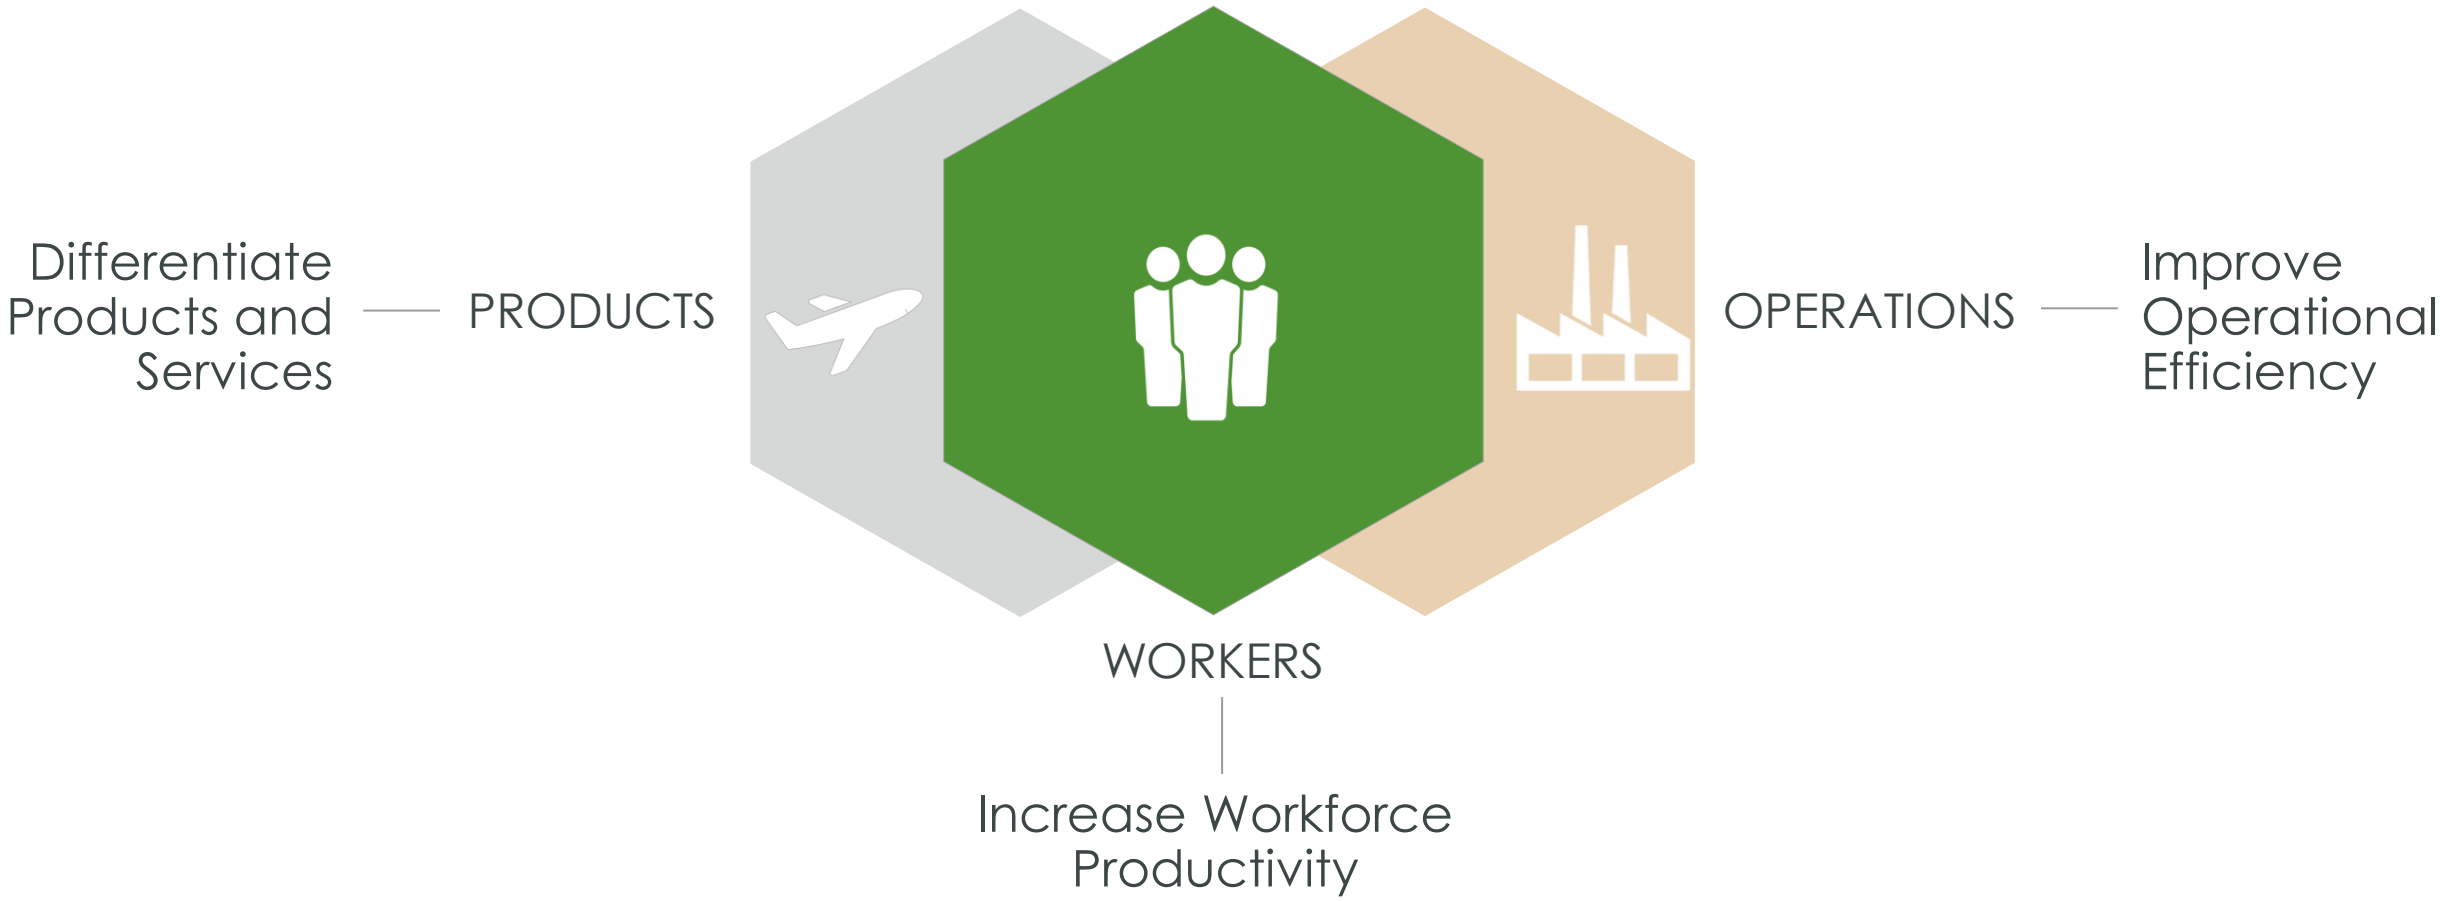 Differentiate
Products and
Services
PRODUCTS
OPERATIONS
Improve
Operational
Efficiency
WORKERS
Increase Workforce
Productivity